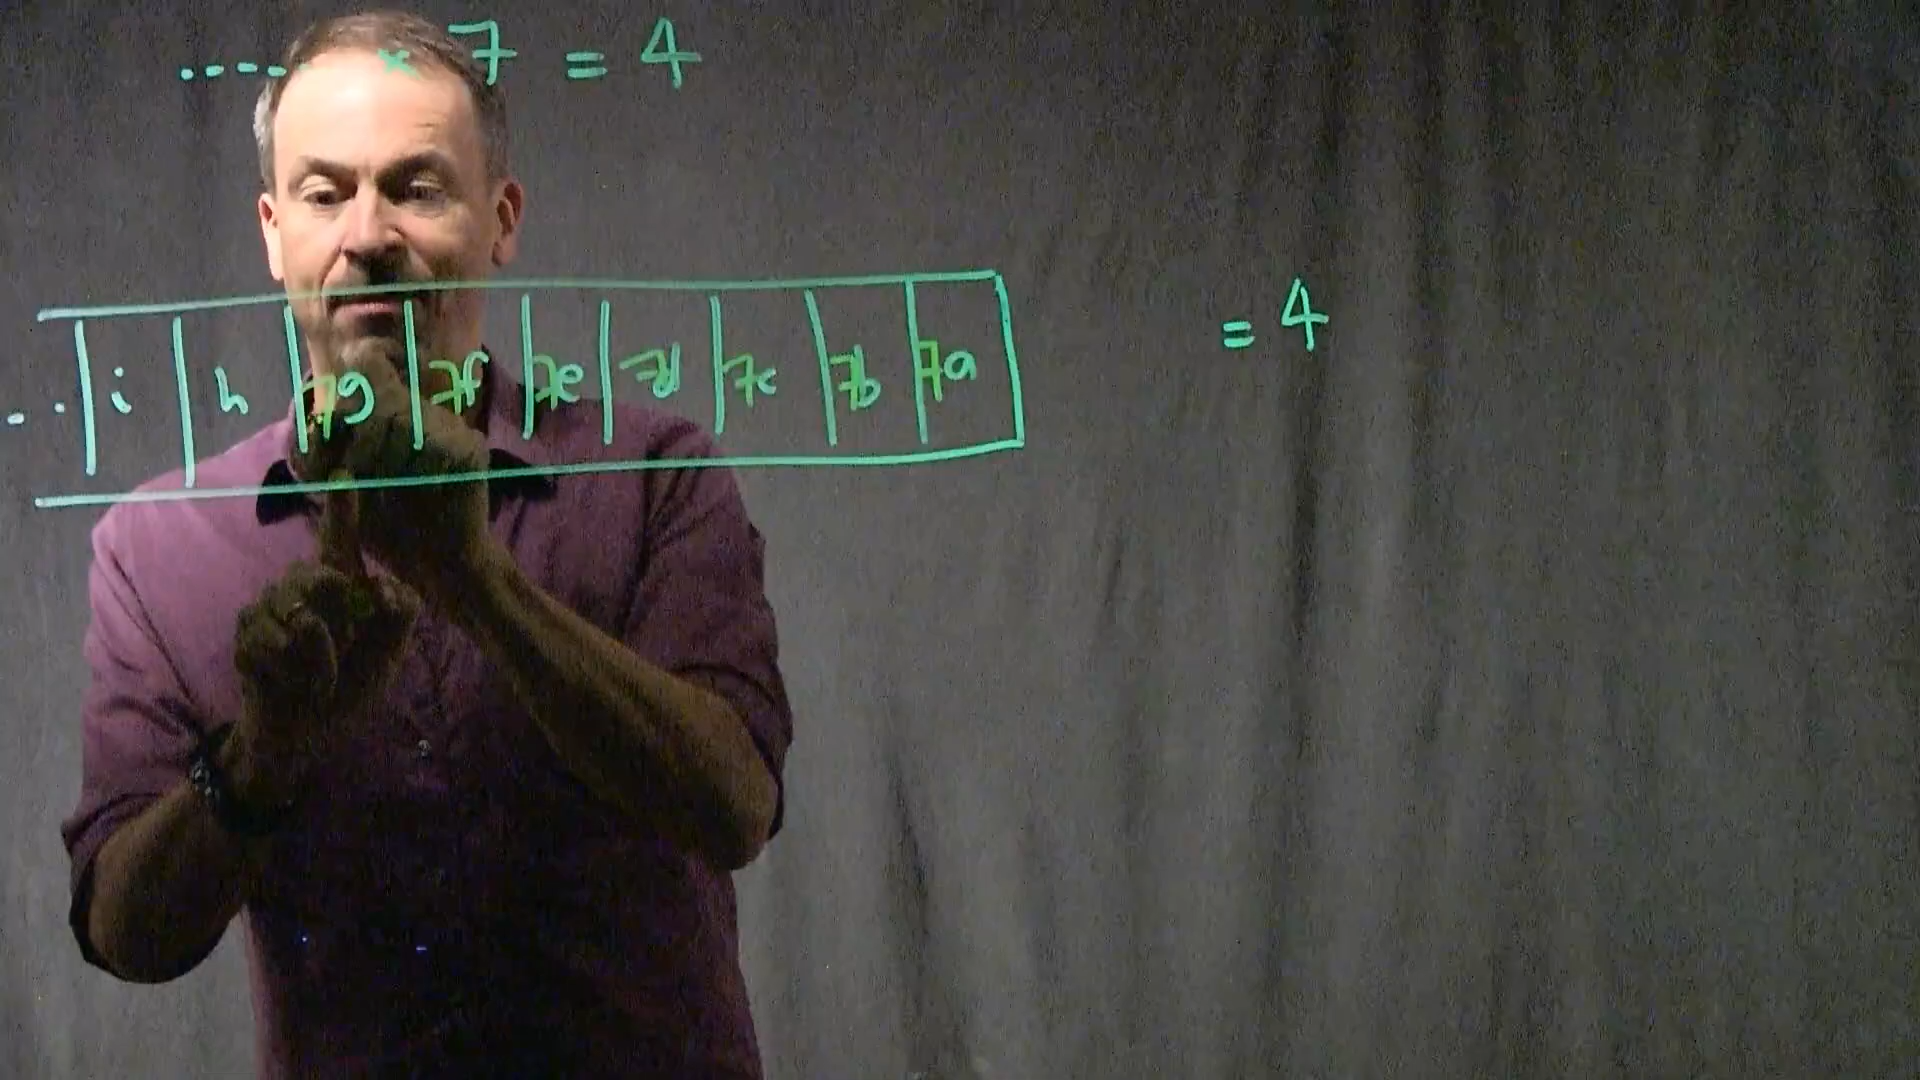 ..... × 7 = 4
... | i | h | 7g | 7f | 7e | 7d | 7c | 7b | 7a | = 4